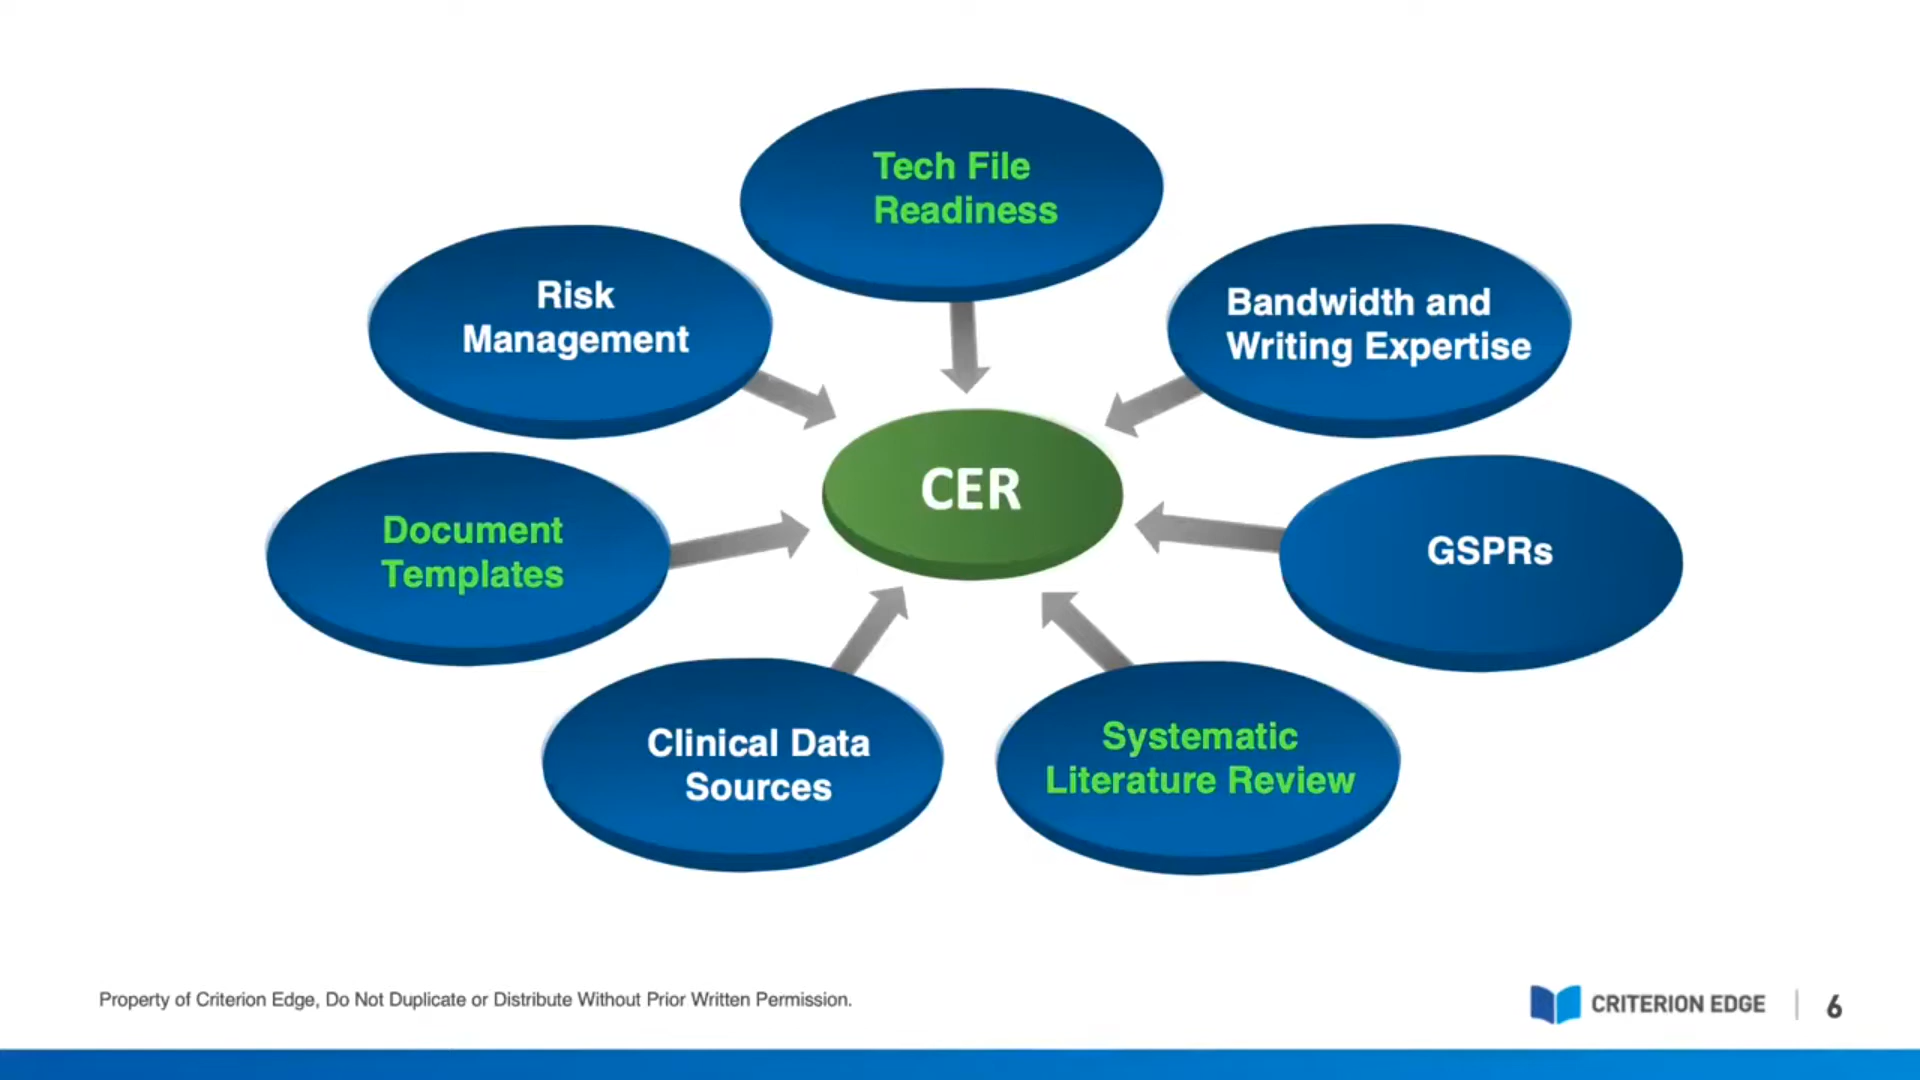 Tech File
Readiness
Risk
Management
Bandwidth and
Writing Expertise
CER
Document
Templates
GSPRs
Clinical Data
Sources
Systematic
Literature Review
Property of Criterion Edge, Do Not Duplicate or Distribute Without Prior Written Permission.
CRITERION EDGE
6